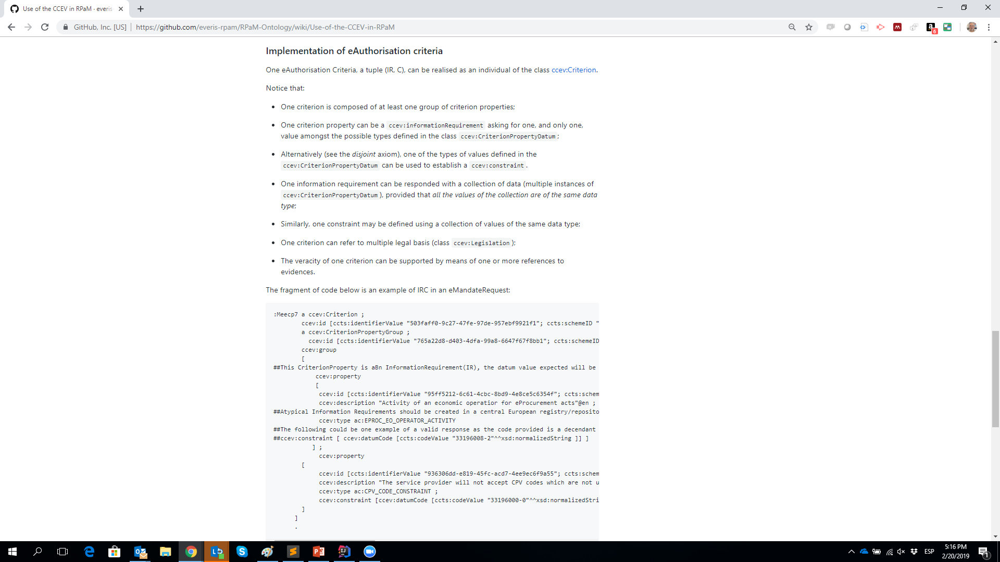 Use of the CCEV in RPaM · everis
GitHub, Inc. [US] | https://github.com/everis-rpam/RPaM-Ontology/wiki/Use-of-the-CCEV-in-RPaM
6
Implementation of eAuthorisation criteria
One eAuthorisation Criteria, a tuple (IR, C), can be realised as an individual of the class ccev:Criterion.
Notice that:
One criterion is composed of at least one group of criterion properties;
One criterion property can be a ccev:informationRequirement asking for one, and only one,
value amongst the possible types defined in the class ccev:CriterionPropertyDatum;
Alternatively (see the disjoint axiom), one of the types of values defined in the
ccev:CriterionPropertyDatum can be used to establish a ccev:constraint.
One information requirement can be responded with a collection of data (multiple instances of
ccev:CriterionPropertyDatum), provided that all the values of the collection are of the same data
type;
Similarly, one constraint may be defined using a collection of values of the same data type;
One criterion can refer to multiple legal basis (class ccev:Legislation);
The veracity of one criterion can be supported by means of one or more references to
evidences.
The fragment of code below is an example of IRC in an eMandateRequest:
:Meecp7 a ccev:Criterion ;
ccev:id [ccts:identifierValue "503faff0-9c27-47fe-97de-957ebf9921f1"; ccts:schemeID "
a ccev:CriterionPropertyGroup ;
ccev:id [ccts:identifierValue "765a22d8-d403-4dfa-99a8-6647f67f8bb1"; ccts:schemeID
ccev:group
[
##This CriterionProperty is aBn InformationRequirement(IR), the datum value expected will be
ccev:property
[
ccev:id [ccts:identifierValue "95ff5212-6c61-4cbc-8bd9-4e8ce5c6354f"; ccts:schem
ccev:description "Activity of an economic operatior for eProcurement acts"@en ;
##Atypical Information Requirements should be created in a central European registry/reposito
ccev:type ac:EPROC_EO_OPERATOR_ACTIVITY
##The following could be one example of a valid response as the code provided is a decendant
##ccev:constraint [ ccev:datumCode [ccts:codeValue "33196008-2"^^xsd:normalizedString ]] ]
] ;
ccev:property
[
ccev:id [ccts:identifierValue "936306dd-e819-45fc-acd7-4ee9ec6f9a55"; ccts:schem
ccev:description "The service provider will not accept CPV codes which are not u
ccev:type ac:CPV_CODE_CONSTRAINT ;
ccev:constraint [ccev:datumCode [ccts:codeValue "33196000-0"^^xsd:normalizedStri
]
]
.
ESP
5:16 PM
2/20/2019
1